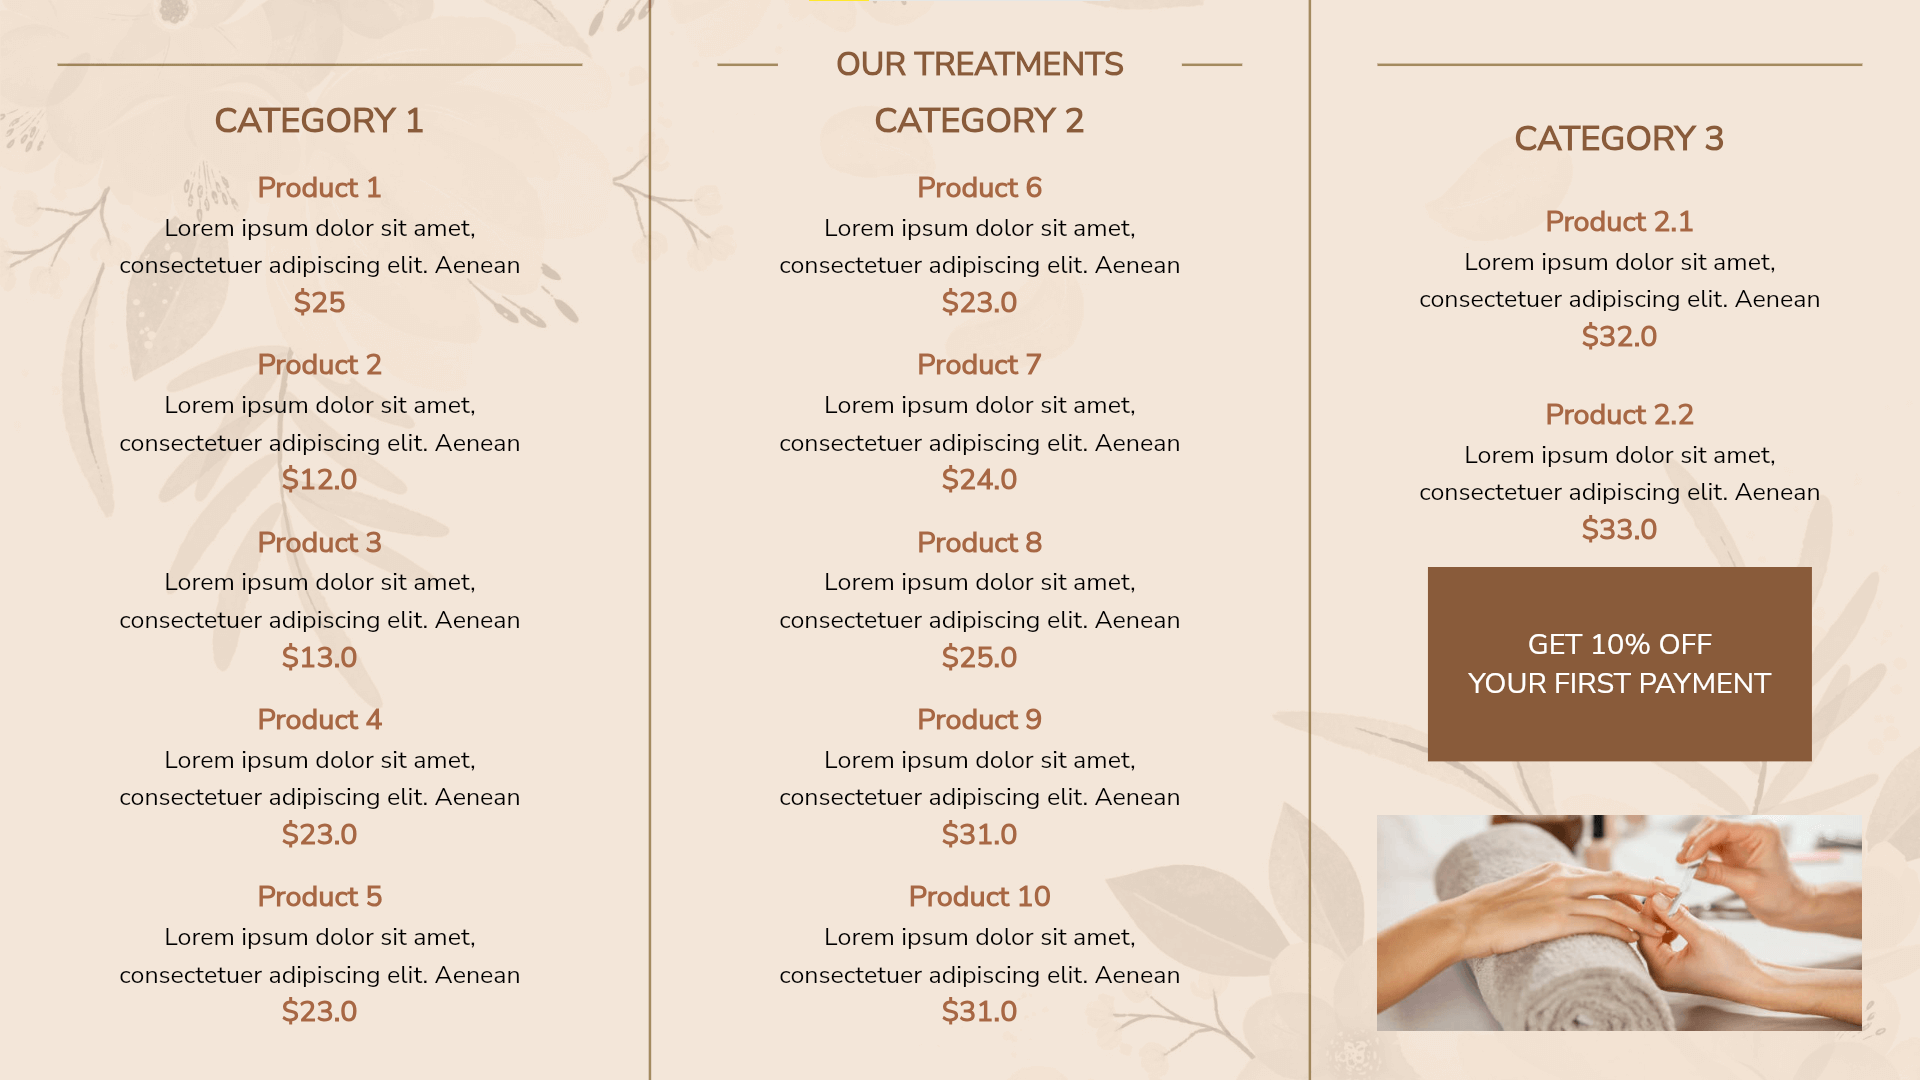 OUR TREATMENTS
CATEGORY 1
Product 1
Lorem ipsum dolor sit amet,
consectetuer adipiscing elit. Aenean
$25
Product 2
Lorem ipsum dolor sit amet,
consectetuer adipiscing elit. Aenean
$12.0
Product 3
Lorem ipsum dolor sit amet,
consectetuer adipiscing elit. Aenean
$13.0
Product 4
Lorem ipsum dolor sit amet,
consectetuer adipiscing elit. Aenean
$23.0
Product 5
Lorem ipsum dolor sit amet,
consectetuer adipiscing elit. Aenean
$23.0
CATEGORY 2
Product 6
Lorem ipsum dolor sit amet,
consectetuer adipiscing elit. Aenean
$23.0
Product 7
Lorem ipsum dolor sit amet,
consectetuer adipiscing elit. Aenean
$24.0
Product 8
Lorem ipsum dolor sit amet,
consectetuer adipiscing elit. Aenean
$25.0
Product 9
Lorem ipsum dolor sit amet,
consectetuer adipiscing elit. Aenean
$31.0
Product 10
Lorem ipsum dolor sit amet,
consectetuer adipiscing elit. Aenean
$31.0
CATEGORY 3
Product 2.1
Lorem ipsum dolor sit amet,
consectetuer adipiscing elit. Aenean
$32.0
Product 2.2
Lorem ipsum dolor sit amet,
consectetuer adipiscing elit. Aenean
$33.0
GET 10% OFF
YOUR FIRST PAYMENT